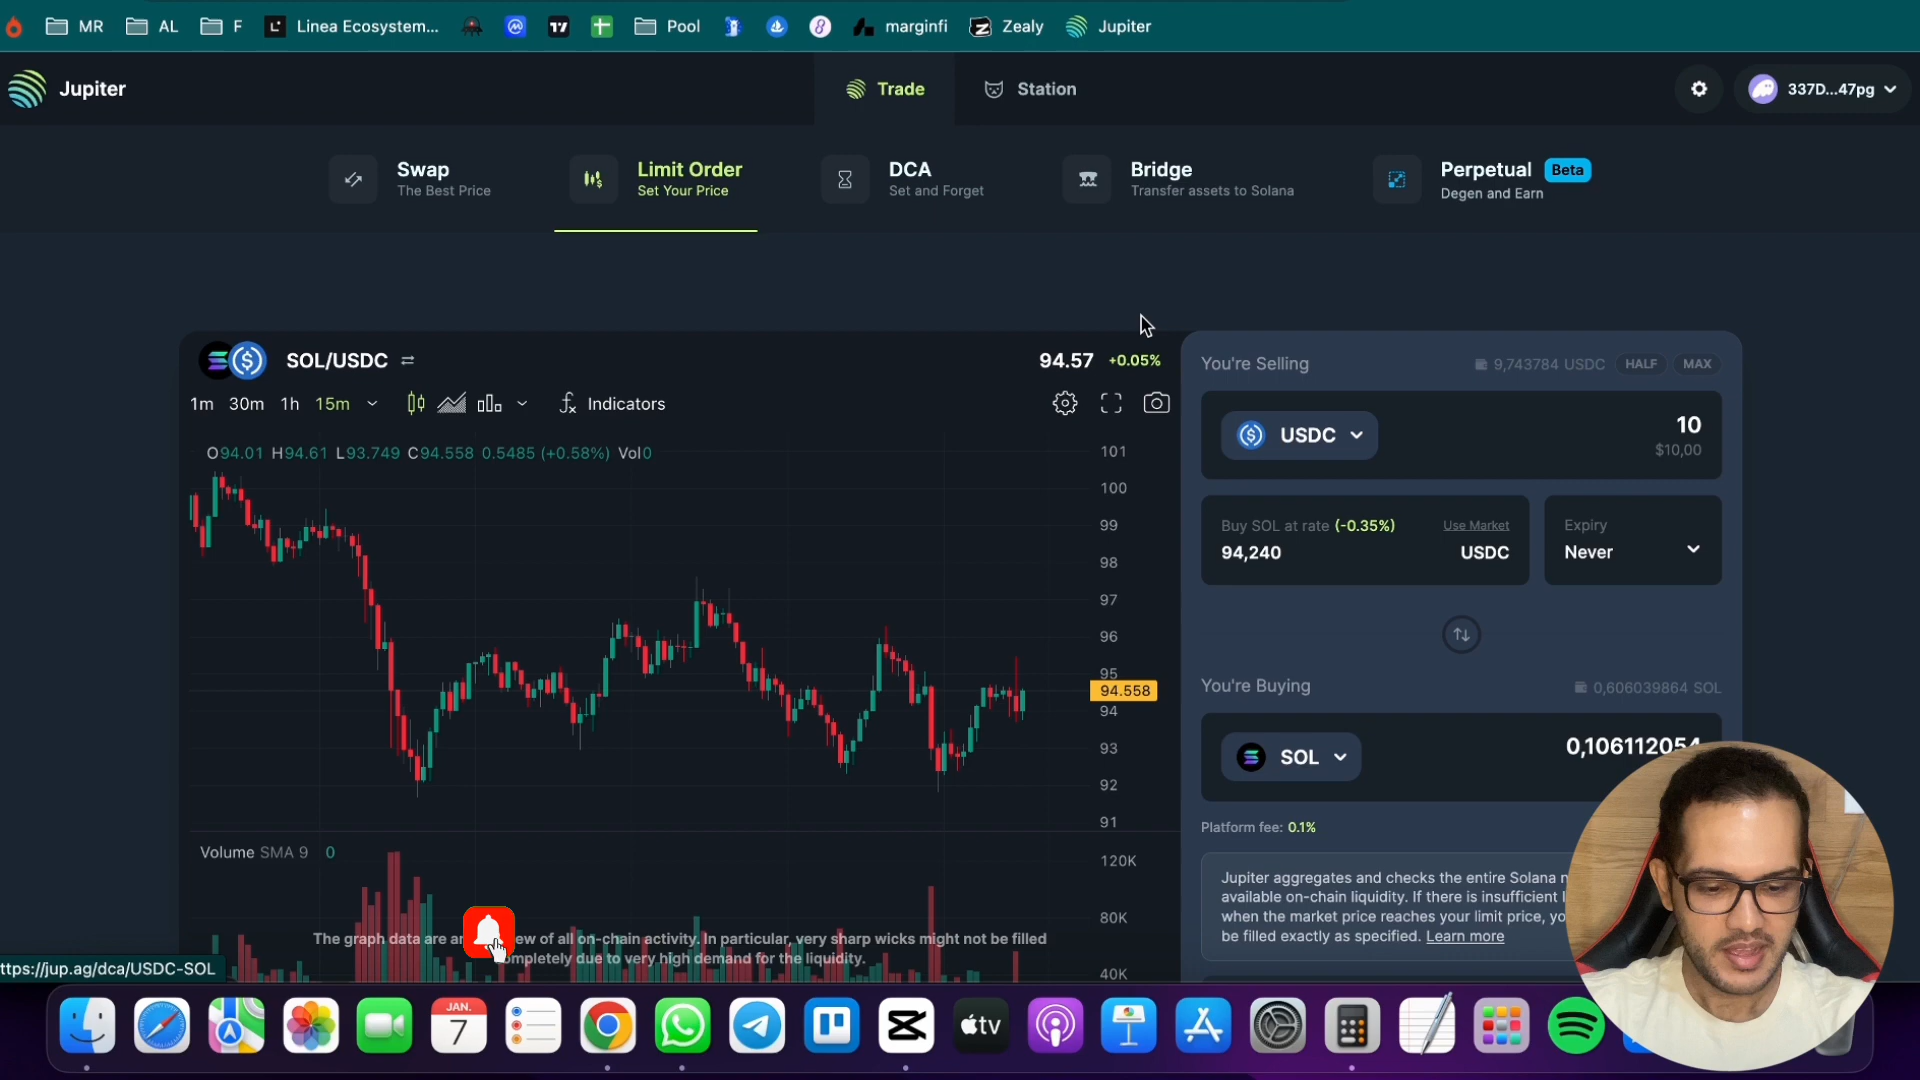 MR
AL
F
Linea Ecosystem...
Pool
marginfi
Zealy
Jupiter
Jupiter
Trade
Station
337D...47pg
Swap
The Best Price
Limit Order
Set Your Price
DCA
Set and Forget
Bridge
Transfer assets to Solana
Perpetual Beta
Degen and Earn
SOL/USDC
94.57 +0.05%
1m 30m 1h 15m
Indicators
O94.01 H94.61 L93.749 C94.558 0.5485 (+0.58%) Vol0
101
100
99
98
97
96
95
94.558
94
93
92
91
Volume SMA 9 0
120K
80K
40K
The graph data are an ew of all on-chain activity. In particular, very sharp wicks might not be filled
ompletely due to very high demand for the liquidity.
You're Selling
9,743784 USDC HALF MAX
USDC
10
$10,00
Buy SOL at rate (-0.35%) Use Market
94,240 USDC
Expiry
Never
You're Buying
0,606039864 SOL
SOL
0,106112054
Platform fee: 0.1%
Jupiter aggregates and checks the entire Solana n
available on-chain liquidity. If there is insufficient l
when the market price reaches your limit price, yo
be filled exactly as specified. Learn more
ttps://jup.ag/dca/USDC-SOL
JAN.
7
tv